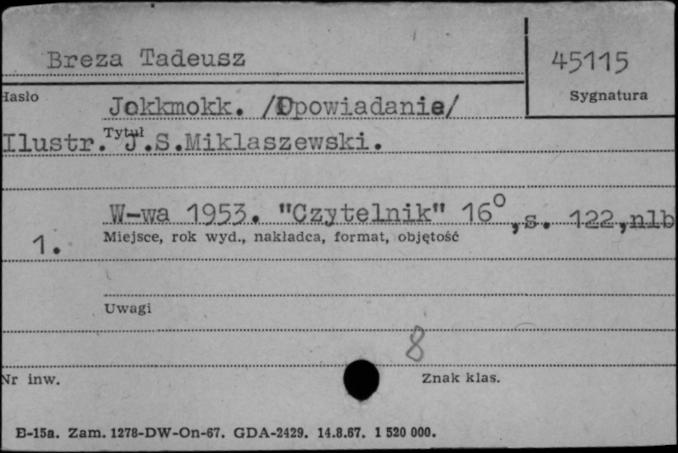 Breza Tadeusz
45115
Hasło
Sygnatura
Jokkmokk. /Opowiadanie/
Tytuł
Ilustr. J.S.Miklaszewski.
W-wa 1953. "Czytelnik" 16°,s. 122,nlb
1.
Miejsce, rok wyd., nakładca, format, objętość
Uwagi
8
Nr inw.
Znak klas.
E-15a. Zam. 1278-DW-On-67. GDA-2429. 14.8.67. 1 520 000.